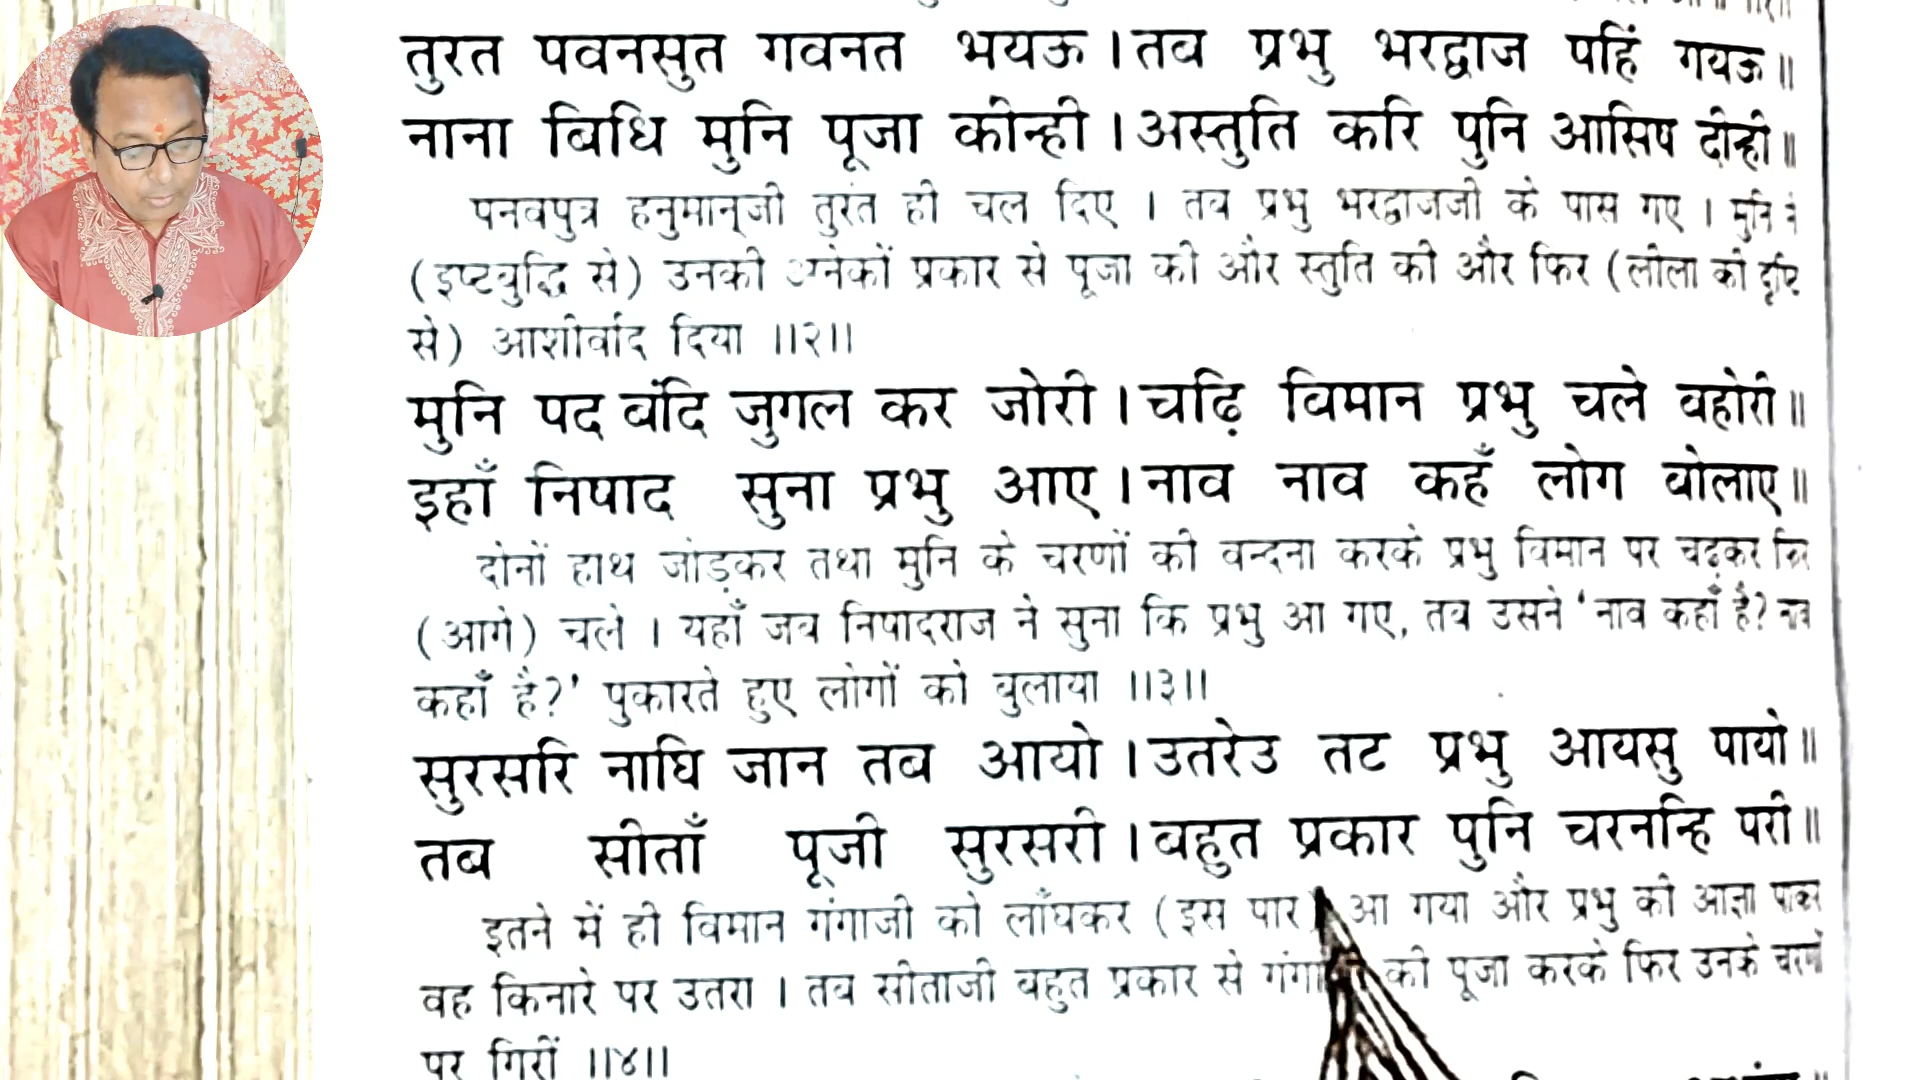 तुरत पवनसुत गवनत भयऊ। तब प्रभु भरद्वाज पहिं गयऊ॥
नाना बिधि मुनि पूजा कीन्ही। अस्तुति करि पुनि आसिष दीन्ही॥
पनवपुत्र हनुमान्‌जी तुरंत ही चल दिए । तब प्रभु भरद्वाजजी के पास गए । मुनि ने
(इष्टबुद्धि से) उनकी अनेकों प्रकार से पूजा की और स्तुति की और फिर (लीला की दृष्टि
से) आशीर्वाद दिया ॥२॥
मुनि पद बंदि जुगल कर जोरी। चढ़ि बिमान प्रभु चले बहोरी॥
इहाँ निषाद सुना प्रभु आए। नाव नाव कहँ लोग बोलाए॥
दोनों हाथ जोड़कर तथा मुनि के चरणों की वन्दना करके प्रभु विमान पर चढ़कर फिर
(आगे) चले । यहाँ जब निषादराज ने सुना कि प्रभु आ गए, तब उसने 'नाव कहाँ है? नाव
कहाँ है?' पुकारते हुए लोगों को बुलाया ॥३॥
सुरसरि नाघि जान तब आयो। उतरेउ तट प्रभु आयसु पायो॥
तब सीताँ पूजी सुरसरी। बहुत प्रकार पुनि चरनन्हि परी॥
इतने में ही विमान गंगाजी को लाँघकर (इस पार) आ गया और प्रभु की आज्ञा पाकर
वह किनारे पर उतरा । तब सीताजी बहुत प्रकार से की पूजा करके फिर उनके चरणों
पर गिरीं ॥४॥